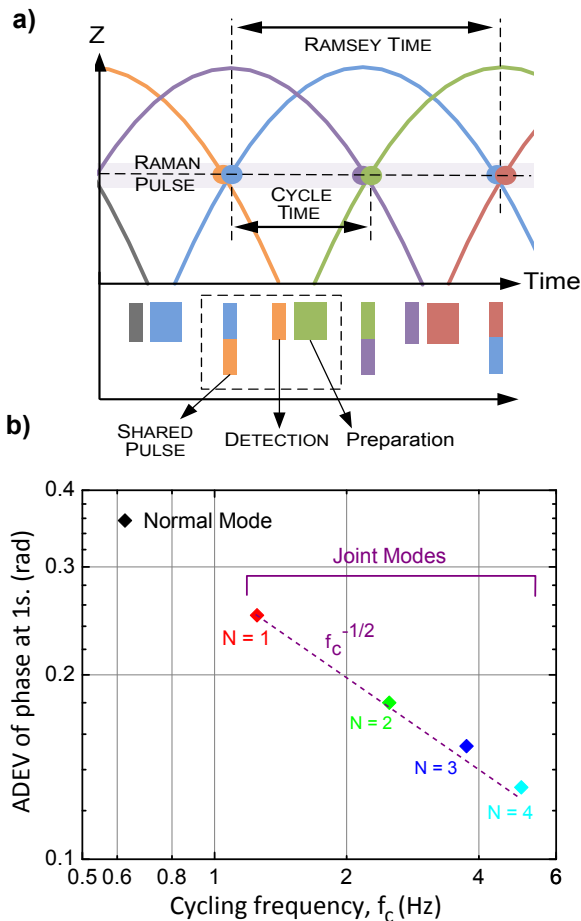 a)
Z
RAMSEY TIME
RAMAN
PULSE
CYCLE
TIME
Time
SHARED
PULSE
DETECTION
Preparation
b)
0.4
0.3
0.2
0.1
ADEV of phase at 1s. (rad)
Normal Mode
Joint Modes
N = 1
fc-1/2
N = 2
N = 3
N = 4
0.5 0.6 0.8 1 2 4 6
Cycling frequency, fc (Hz)